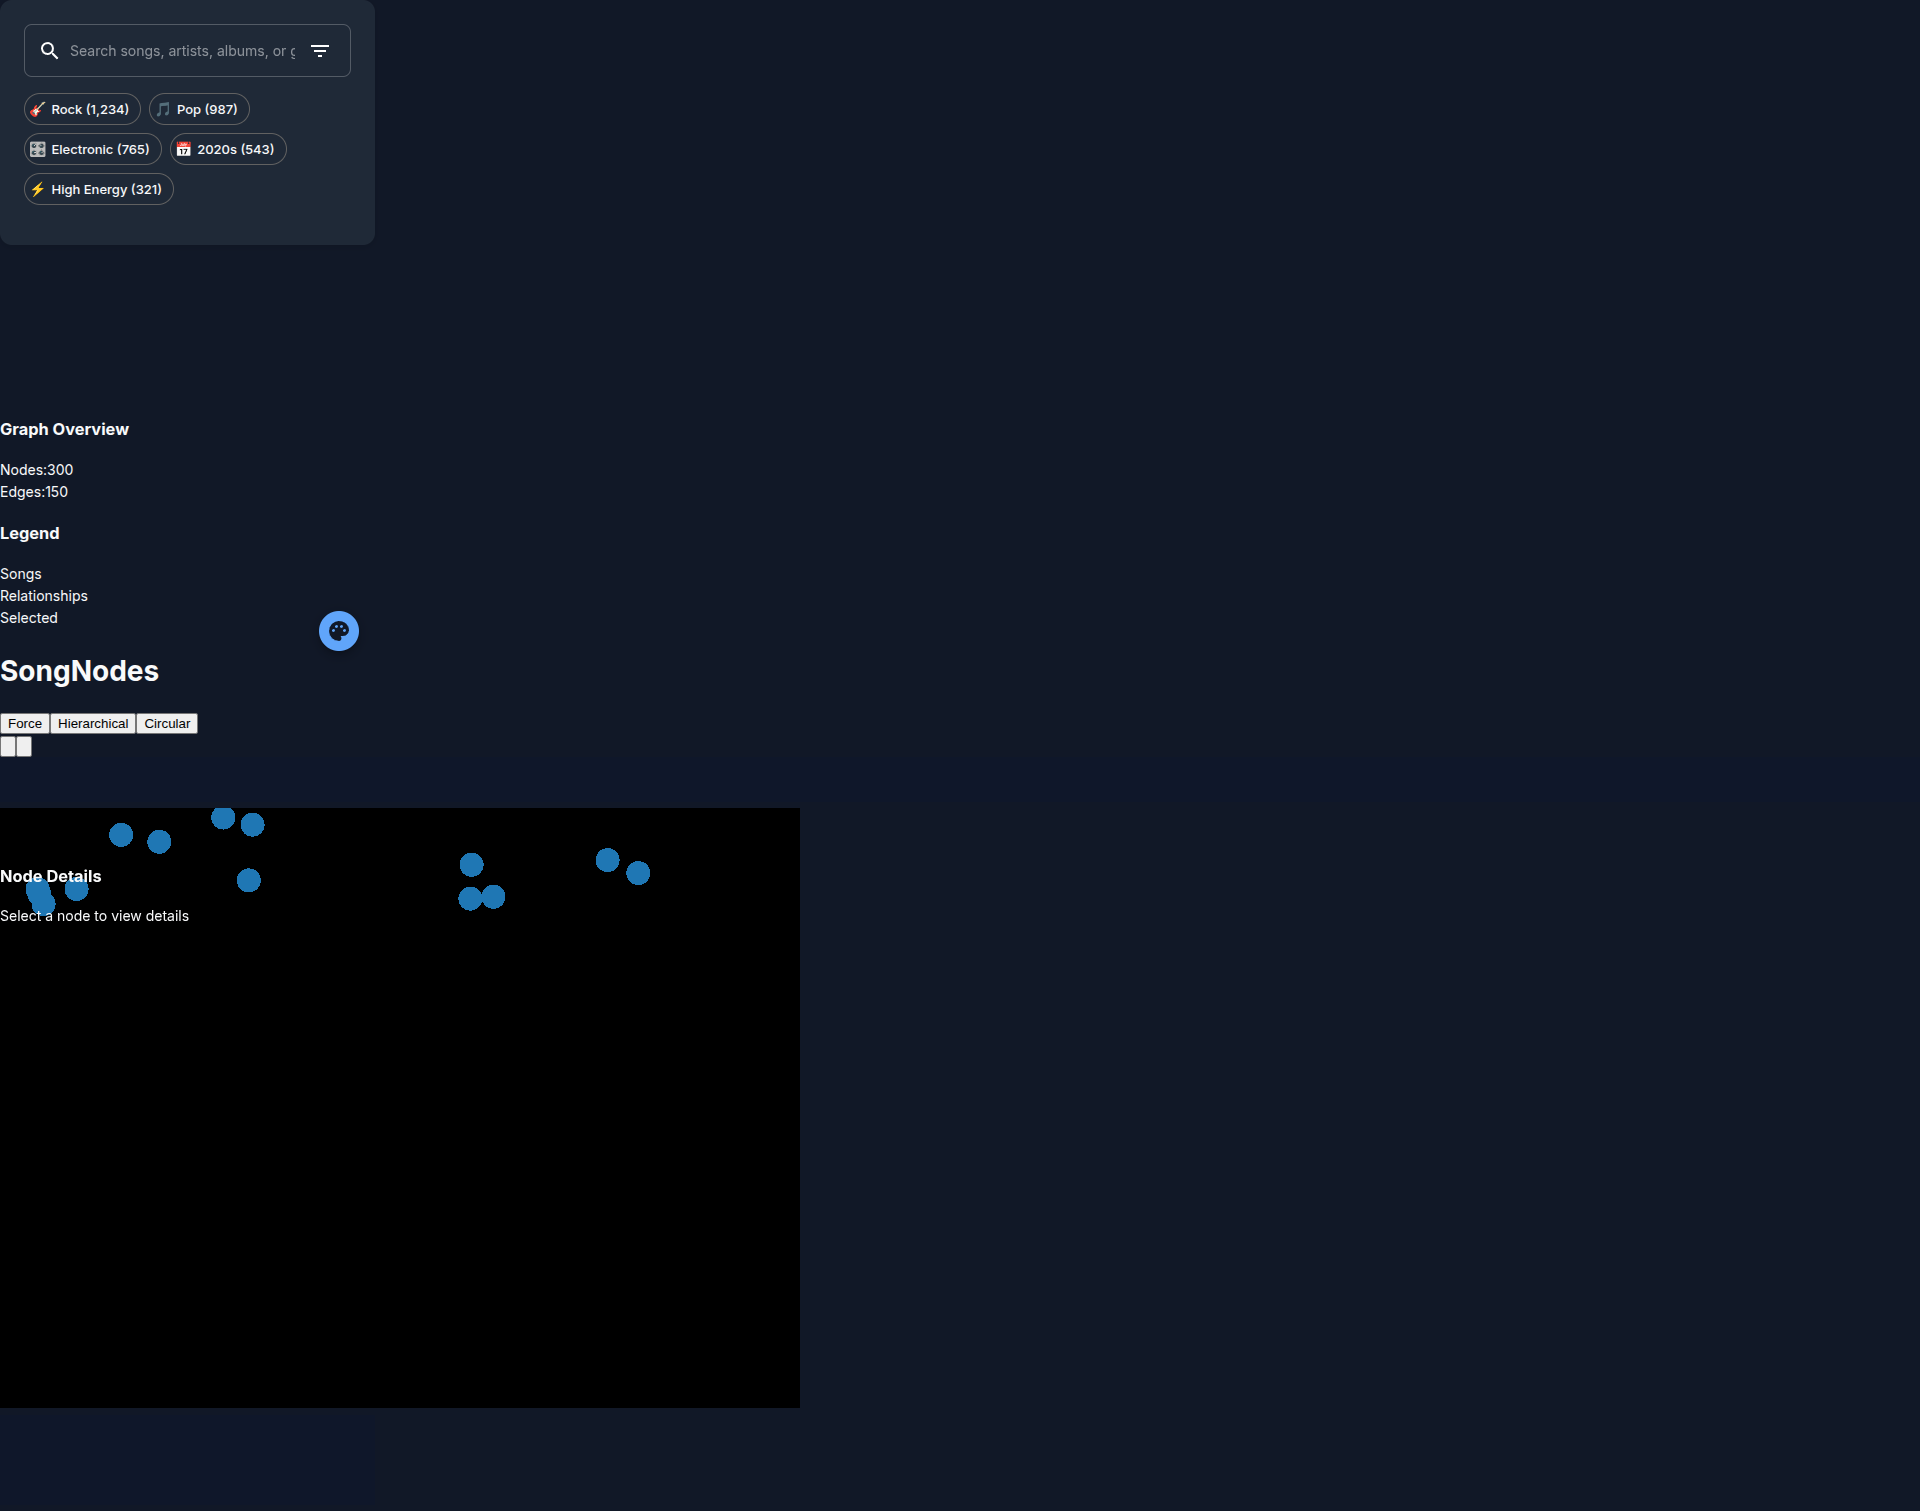 Search songs, artists, albums, or g
Rock (1,234) Pop (987)
Electronic (765) 2020s (543)
High Energy (321)
Graph Overview
Nodes:300
Edges:150
Legend
Songs
Relationships
Selected
SongNodes
Force Hierarchical Circular
Node Details
Select a node to view details